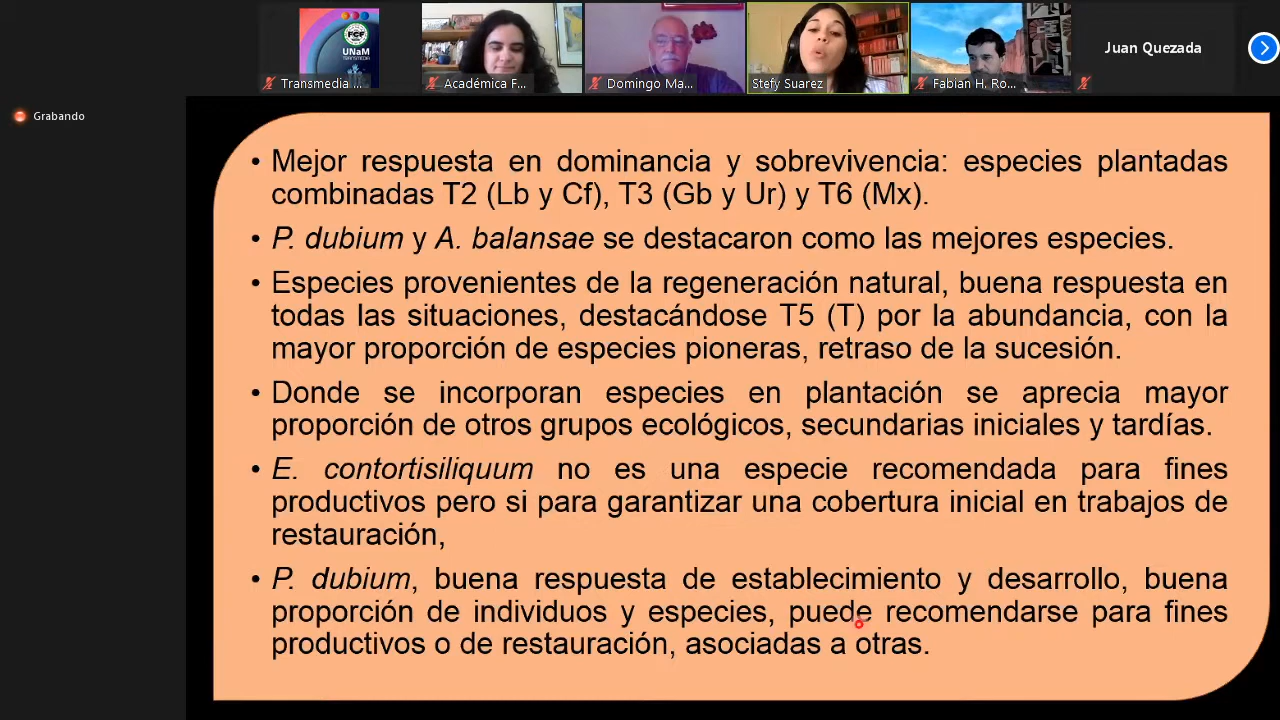 FCF
UNaM
TRANSMEDIA
Transmedia ...
Académica F...
Domingo Ma...
Stefy Suarez
Fabian H. Ro...
Juan Quezada
Grabando
• Mejor respuesta en dominancia y sobrevivencia: especies plantadas
combinadas T2 (Lb y Cf), T3 (Gb y Ur) y T6 (Mx).
• P. dubium y A. balansae se destacaron como las mejores especies.
• Especies provenientes de la regeneración natural, buena respuesta en
todas las situaciones, destacándose T5 (T) por la abundancia, con la
mayor proporción de especies pioneras, retraso de la sucesión.
• Donde se incorporan especies en plantación se aprecia mayor
proporción de otros grupos ecológicos, secundarias iniciales y tardías.
• E. contortisiliquum no es una especie recomendada para fines
productivos pero si para garantizar una cobertura inicial en trabajos de
restauración,
• P. dubium, buena respuesta de establecimiento y desarrollo, buena
proporción de individuos y especies, puede recomendarse para fines
productivos o de restauración, asociadas a otras.